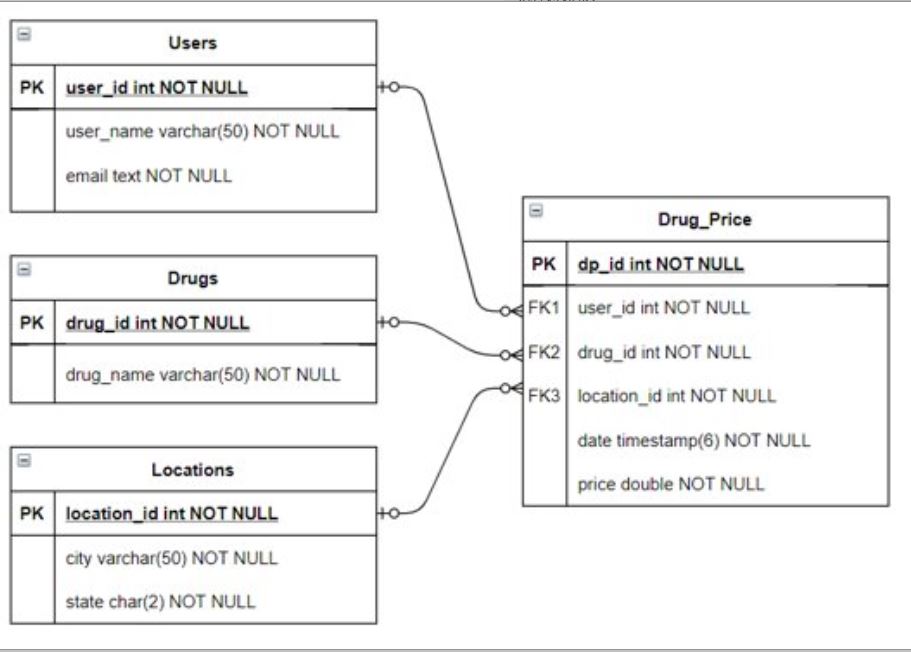 Users
PK user_id int NOT NULL
user_name varchar(50) NOT NULL
email text NOT NULL
Drugs
PK drug_id int NOT NULL
drug_name varchar(50) NOT NULL
Locations
PK location_id int NOT NULL
city varchar(50) NOT NULL
state char(2) NOT NULL
Drug_Price
PK dp_id int NOT NULL
FK1 user_id int NOT NULL
FK2 drug_id int NOT NULL
FK3 location_id int NOT NULL
date timestamp(6) NOT NULL
price double NOT NULL